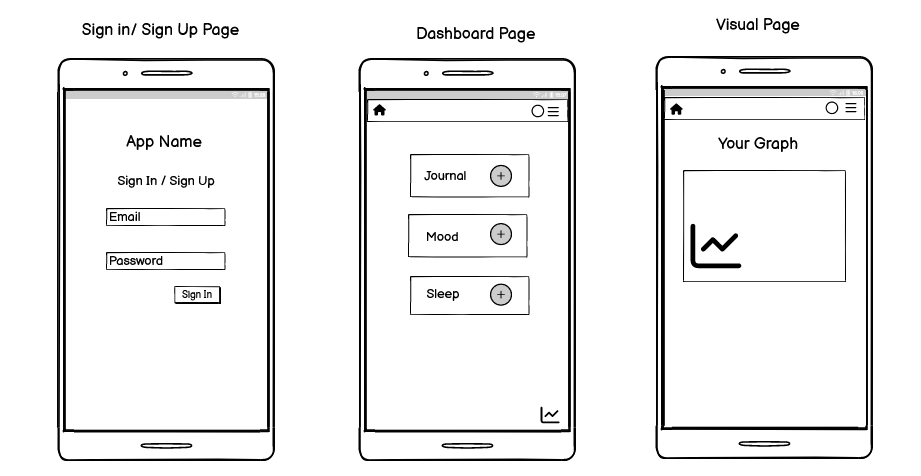 Sign in/ Sign Up Page
App Name
Sign In / Sign Up
Email
Password
Sign In
Dashboard Page
Journal
Mood
Sleep
Visual Page
Your Graph